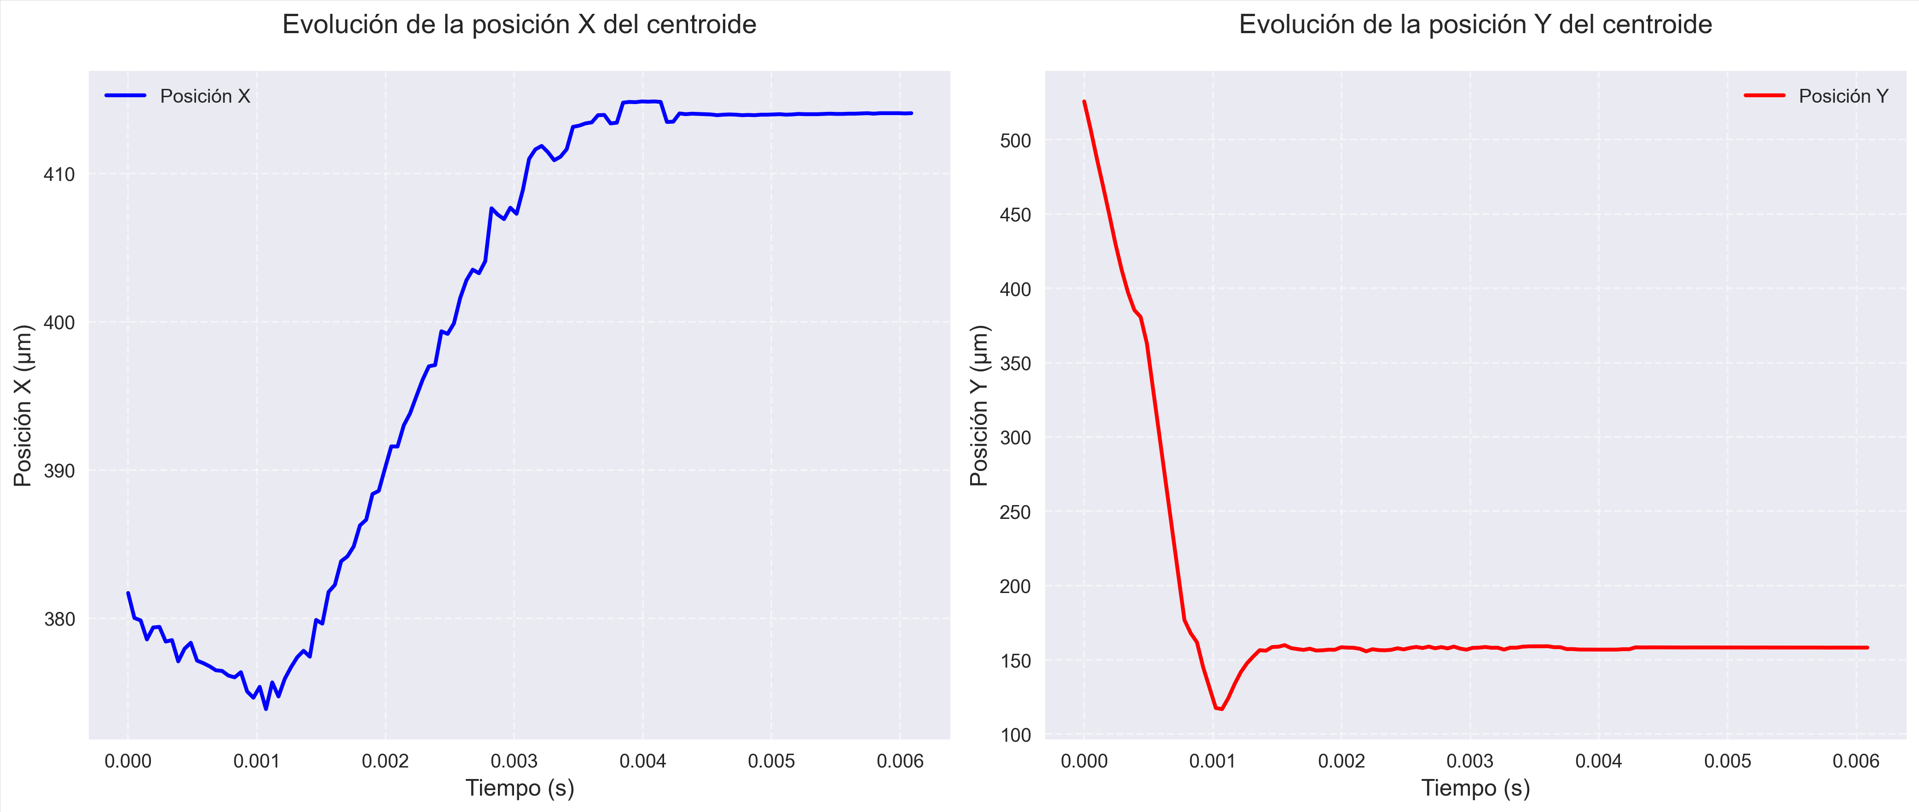 Evolución de la posición X del centroide
Posición X
410
400
390
380
Posición X (μm)
0.000 0.001 0.002 0.003 0.004 0.005 0.006
Tiempo (s)
Evolución de la posición Y del centroide
Posición Y
500
450
400
350
300
250
200
150
100
Posición Y (μm)
0.000 0.001 0.002 0.003 0.004 0.005 0.006
Tiempo (s)